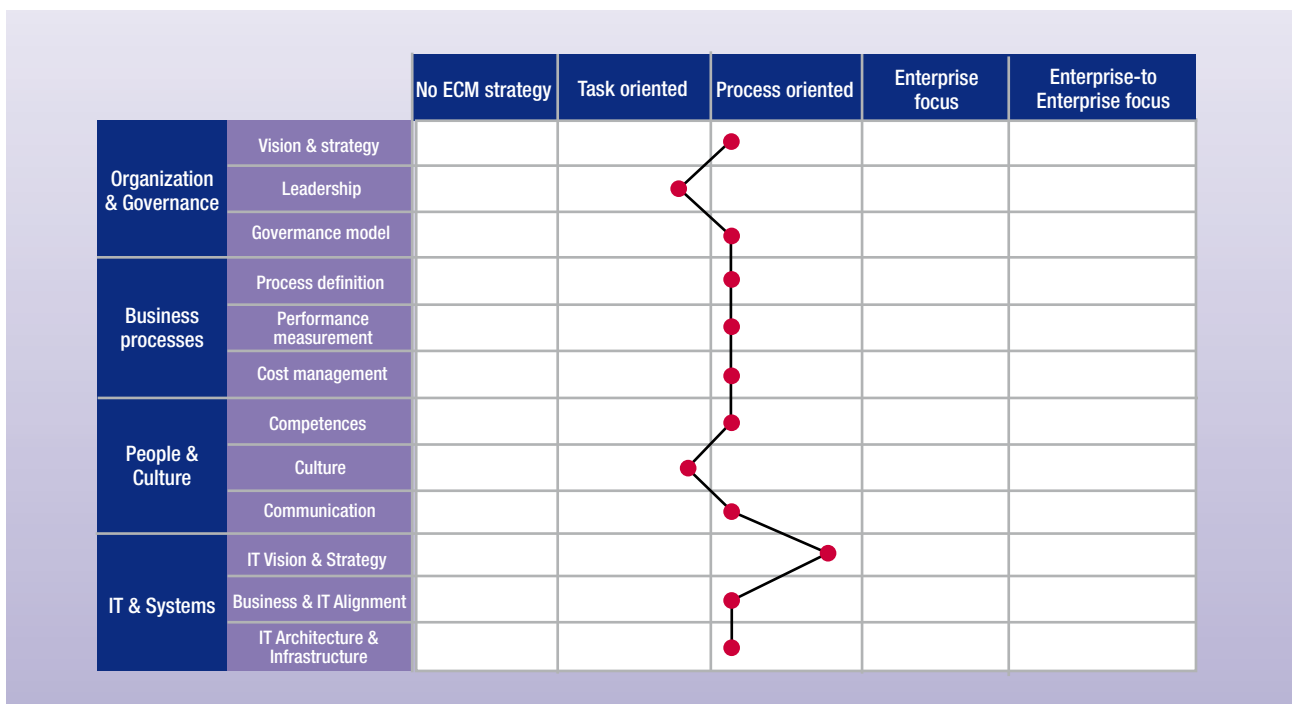 No ECM strategy
Task oriented
Process oriented
Enterprise
focus
Enterprise-to
Enterprise focus
Organization
& Governance
Vision & strategy
Leadership
Govermance model
Business
processes
Process definition
Performance
measurement
Cost management
People &
Culture
Competences
Culture
Communication
IT & Systems
IT Vision & Strategy
Business & IT Alignment
IT Architecture &
Infrastructure